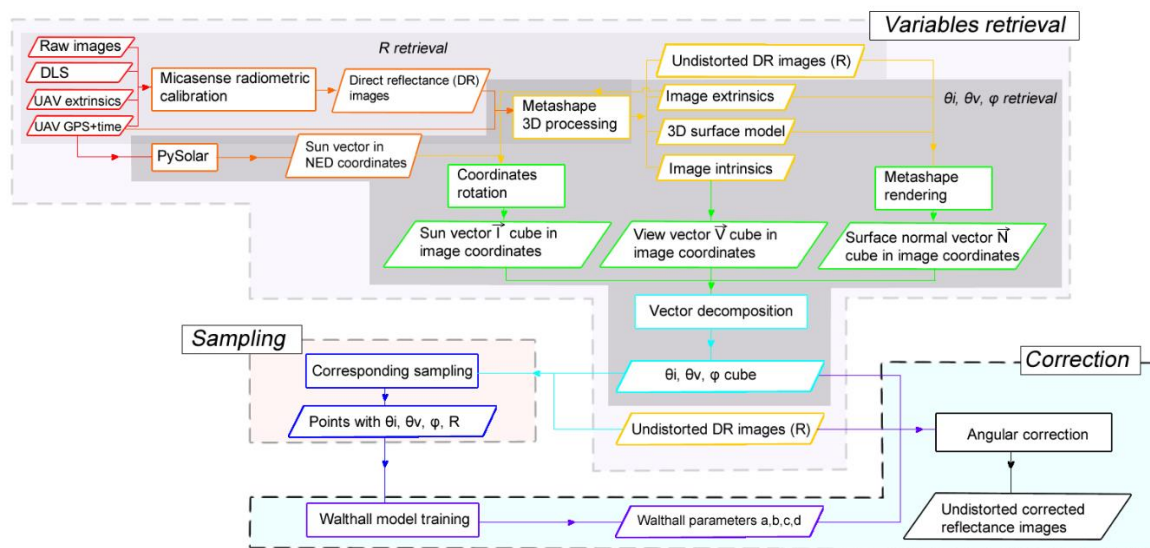 Variables retrieval
R retrieval
Raw images
DLS
UAV extrinsics
UAV GPS+time
Micasense radiometric
calibration
Direct reflectance (DR)
images
Metashape
3D processing
Undistorted DR images (R)
Image extrinsics
3D surface model
Image intrinsics
θi, θv, φ retrieval
PySolar
Sun vector in
NED coordinates
Coordinates
rotation
Metashape
rendering
Sun vector I cube in
image coordinates
View vector V cube in
image coordinates
Surface normal vector N
cube in image coordinates
Vector decomposition
Sampling
Corresponding sampling
θi, θv, φ cube
Correction
Points with θi, θv, φ, R
Undistorted DR images (R)
Angular correction
Walthall model training
Walthall parameters a,b,c,d
Undistorted corrected
reflectance images